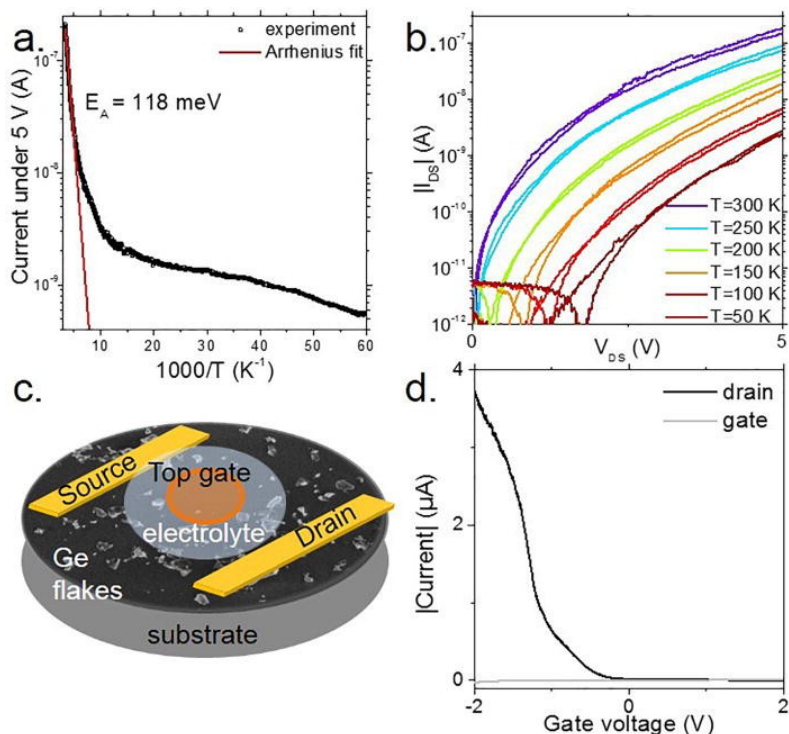 a.
experiment
Arrhenius fit
E_A = 118 meV
Current under 5 V (A)
10⁻⁷
10⁻⁸
10⁻⁹
10 20 30 40 50 60
1000/T (K⁻¹)
b.
|I_DS| (A)
10⁻⁷
10⁻⁸
10⁻⁹
10⁻¹⁰
10⁻¹¹
10⁻¹²
T=300 K
T=250 K
T=200 K
T=150 K
T=100 K
T=50 K
0 5
V_DS (V)
c.
Source
Top gate
electrolyte
Drain
Ge
flakes
substrate
d.
drain
gate
|Current| (µA)
4
2
0
-2 -1 0 1 2
Gate voltage (V)